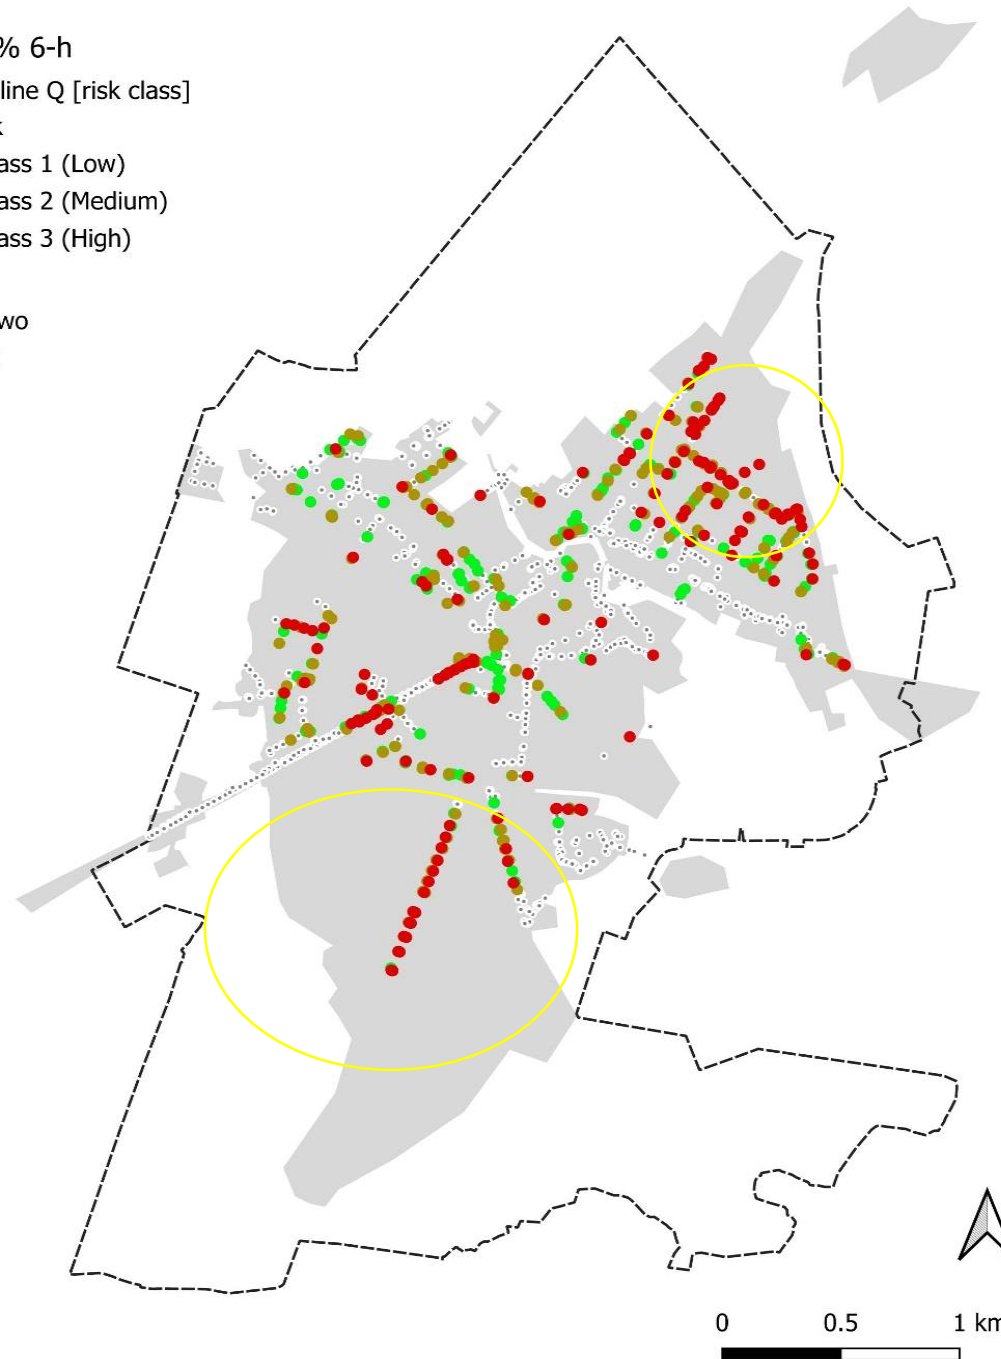 % 6-h
line Q [risk class]
k
ass 1 (Low)
ass 2 (Medium)
ass 3 (High)
wo
0 0.5 1 km